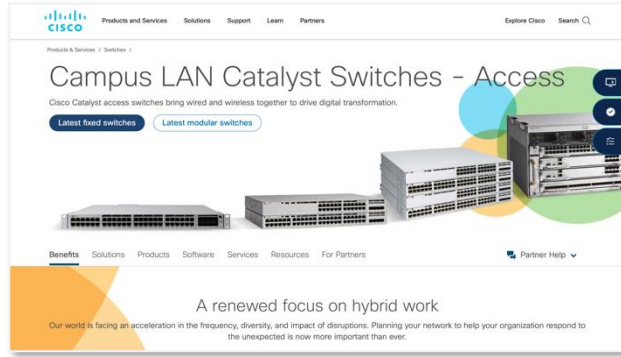 CISCO
Products and Services Solutions Support Learn Partners
Explore Cisco Search
Products & Services / Switches /
Campus LAN Catalyst Switches - Access
Cisco Catalyst access switches bring wired and wireless together to drive digital transformation.
Latest fixed switches Latest modular switches
Benefits Solutions Products Software Services Resources For Partners
Partner Help
A renewed focus on hybrid work
Our world is facing an acceleration in the frequency, diversity, and impact of disruptions. Planning your network to help your organization respond to
the unexpected is now more important than ever.